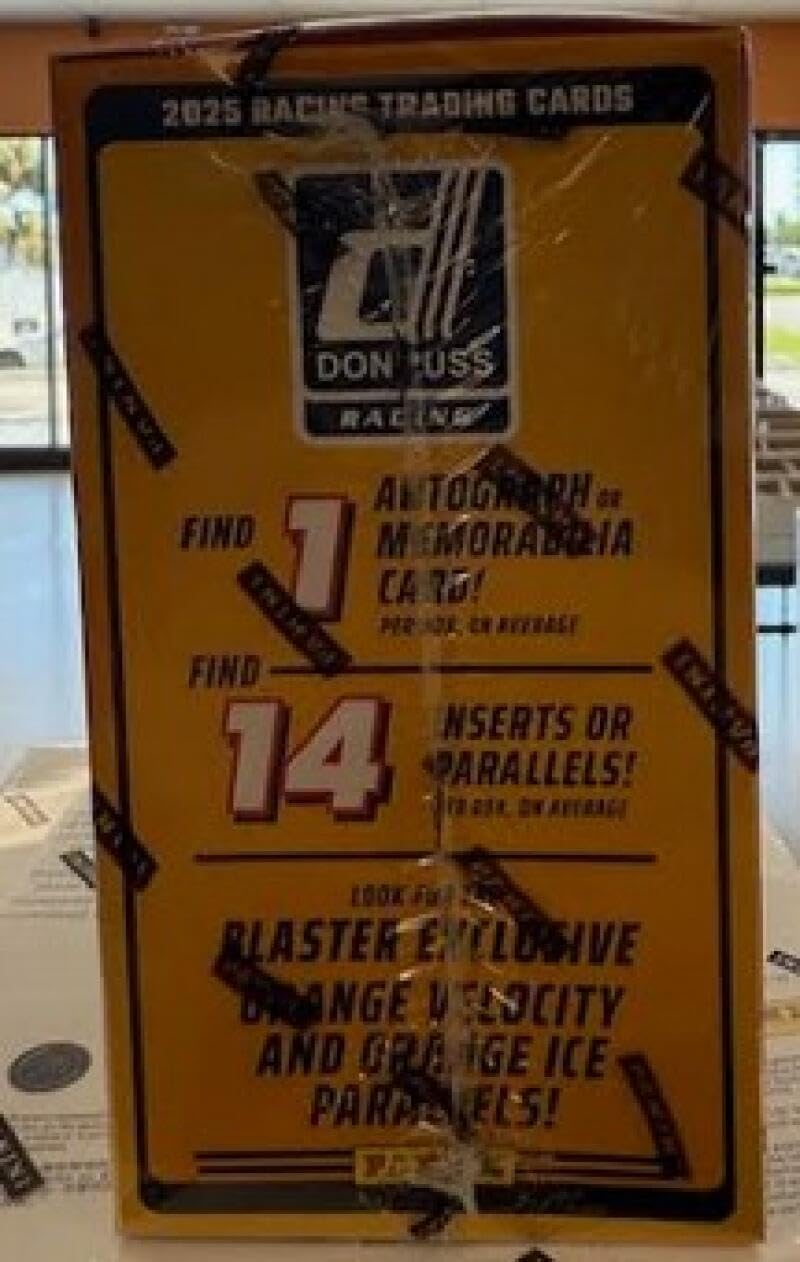 2025 RACING TRADING CARDS
DONRUSS
RACING
FIND 1 AUTOGRAPH OR
MEMORABILIA
CARD!
PER BOX, ON AVERAGE
FIND
14 INSERTS OR
PARALLELS!
PER BOX, ON AVERAGE
LOOK FOR
BLASTER EXCLUSIVE
ORANGE VELOCITY
AND ORANGE ICE
PARALLELS!
PANINI